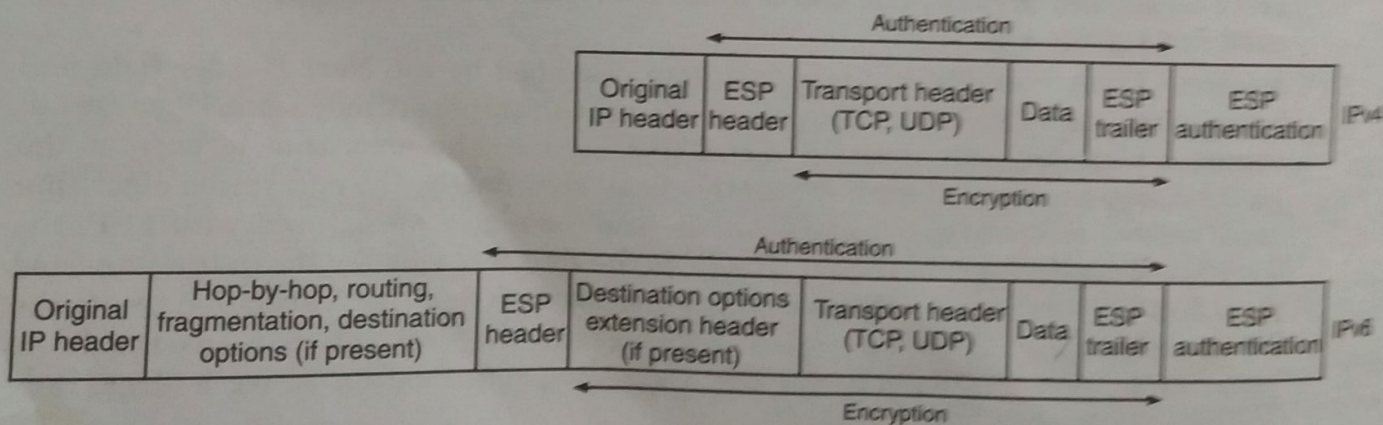 Authentication
Original IP header
ESP header
Transport header (TCP, UDP)
Data
ESP trailer
ESP authentication
IPv4
Encryption
Authentication
Original IP header
Hop-by-hop, routing, fragmentation, destination options (if present)
ESP header
Destination options extension header (if present)
Transport header (TCP, UDP)
Data
ESP trailer
ESP authentication
IPv6
Encryption